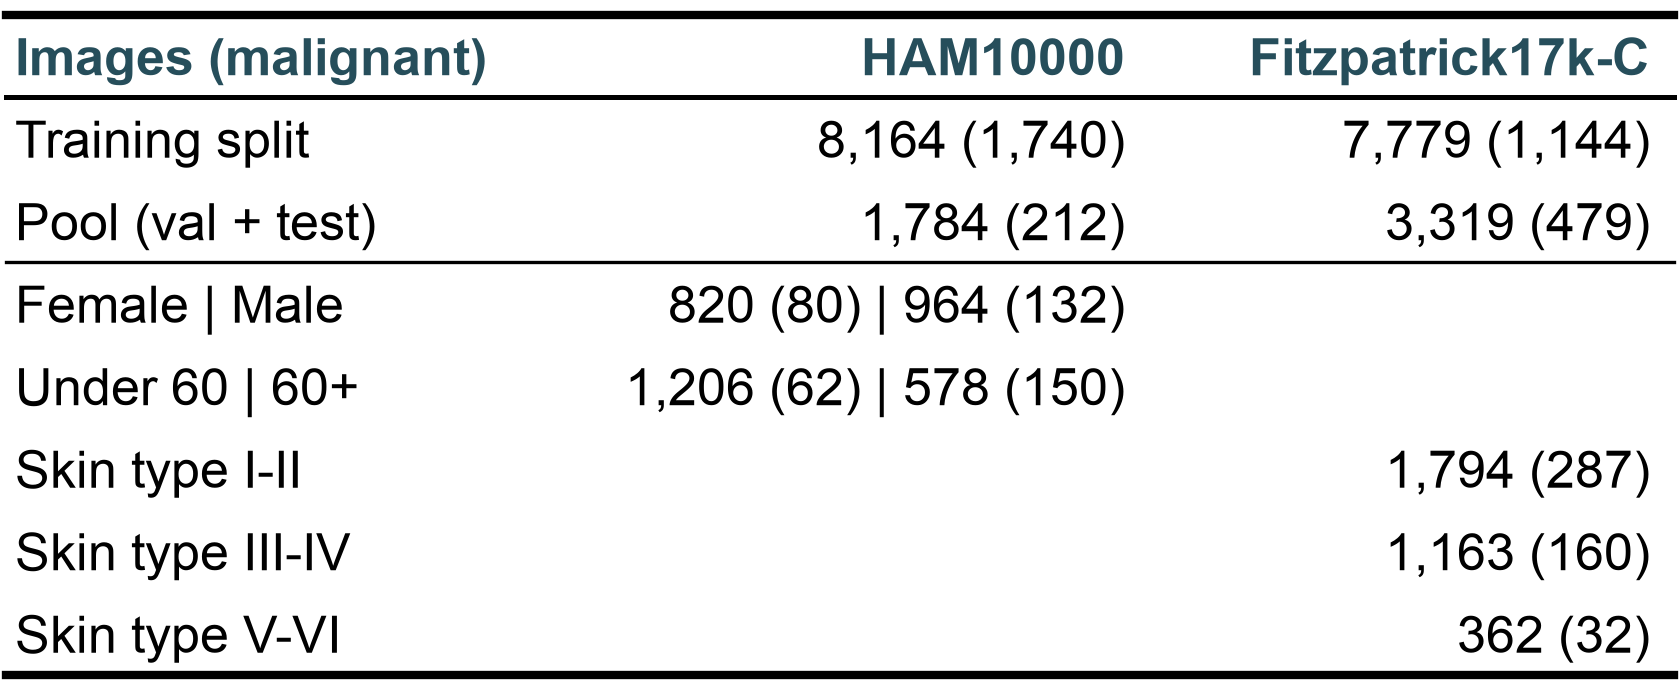 Images (malignant) HAM10000 Fitzpatrick17k-C
Training split 8,164 (1,740) 7,779 (1,144)
Pool (val + test) 1,784 (212) 3,319 (479)
Female | Male 820 (80) | 964 (132)
Under 60 | 60+ 1,206 (62) | 578 (150)
Skin type I-II 1,794 (287)
Skin type III-IV 1,163 (160)
Skin type V-VI 362 (32)